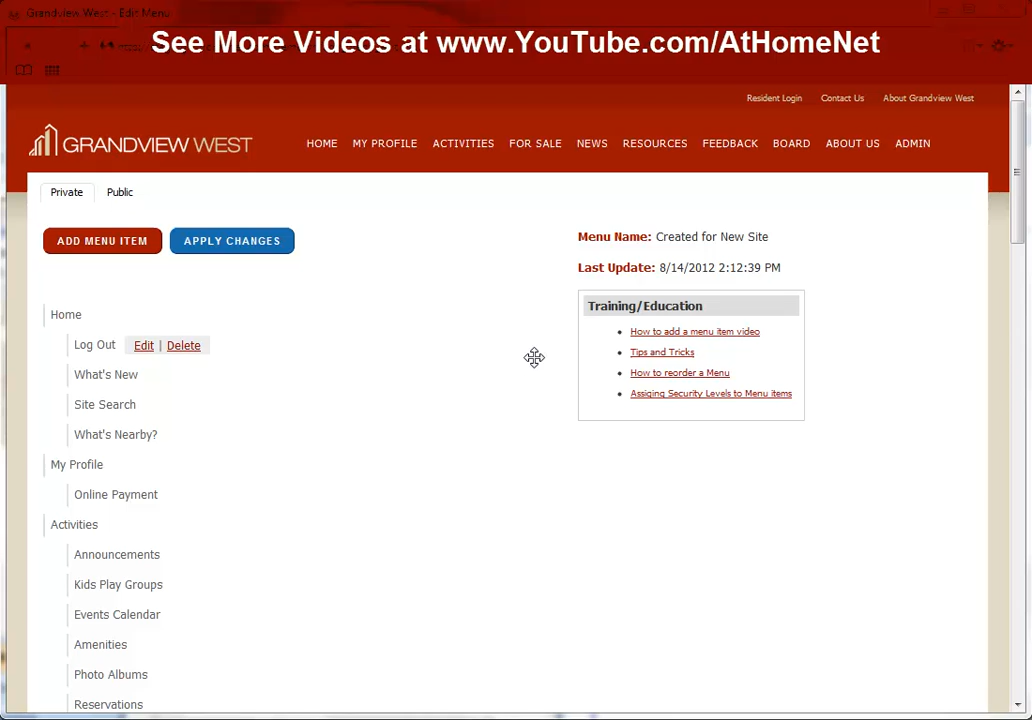 Grandview West - Edit Menu
See More Videos at www.YouTube.com/AtHomeNet
Resident Login Contact Us About Grandview West
GRANDVIEW WEST HOME MY PROFILE ACTIVITIES FOR SALE NEWS RESOURCES FEEDBACK BOARD ABOUT US ADMIN
Private Public
ADD MENU ITEM APPLY CHANGES
Menu Name: Created for New Site
Last Update: 8/14/2012 2:12:39 PM
Training/Education
How to add a menu item video
Tips and Tricks
How to reorder a Menu
Assiging Security Levels to Menu items
Home
Log Out Edit | Delete
What's New
Site Search
What's Nearby?
My Profile
Online Payment
Activities
Announcements
Kids Play Groups
Events Calendar
Amenities
Photo Albums
Reservations